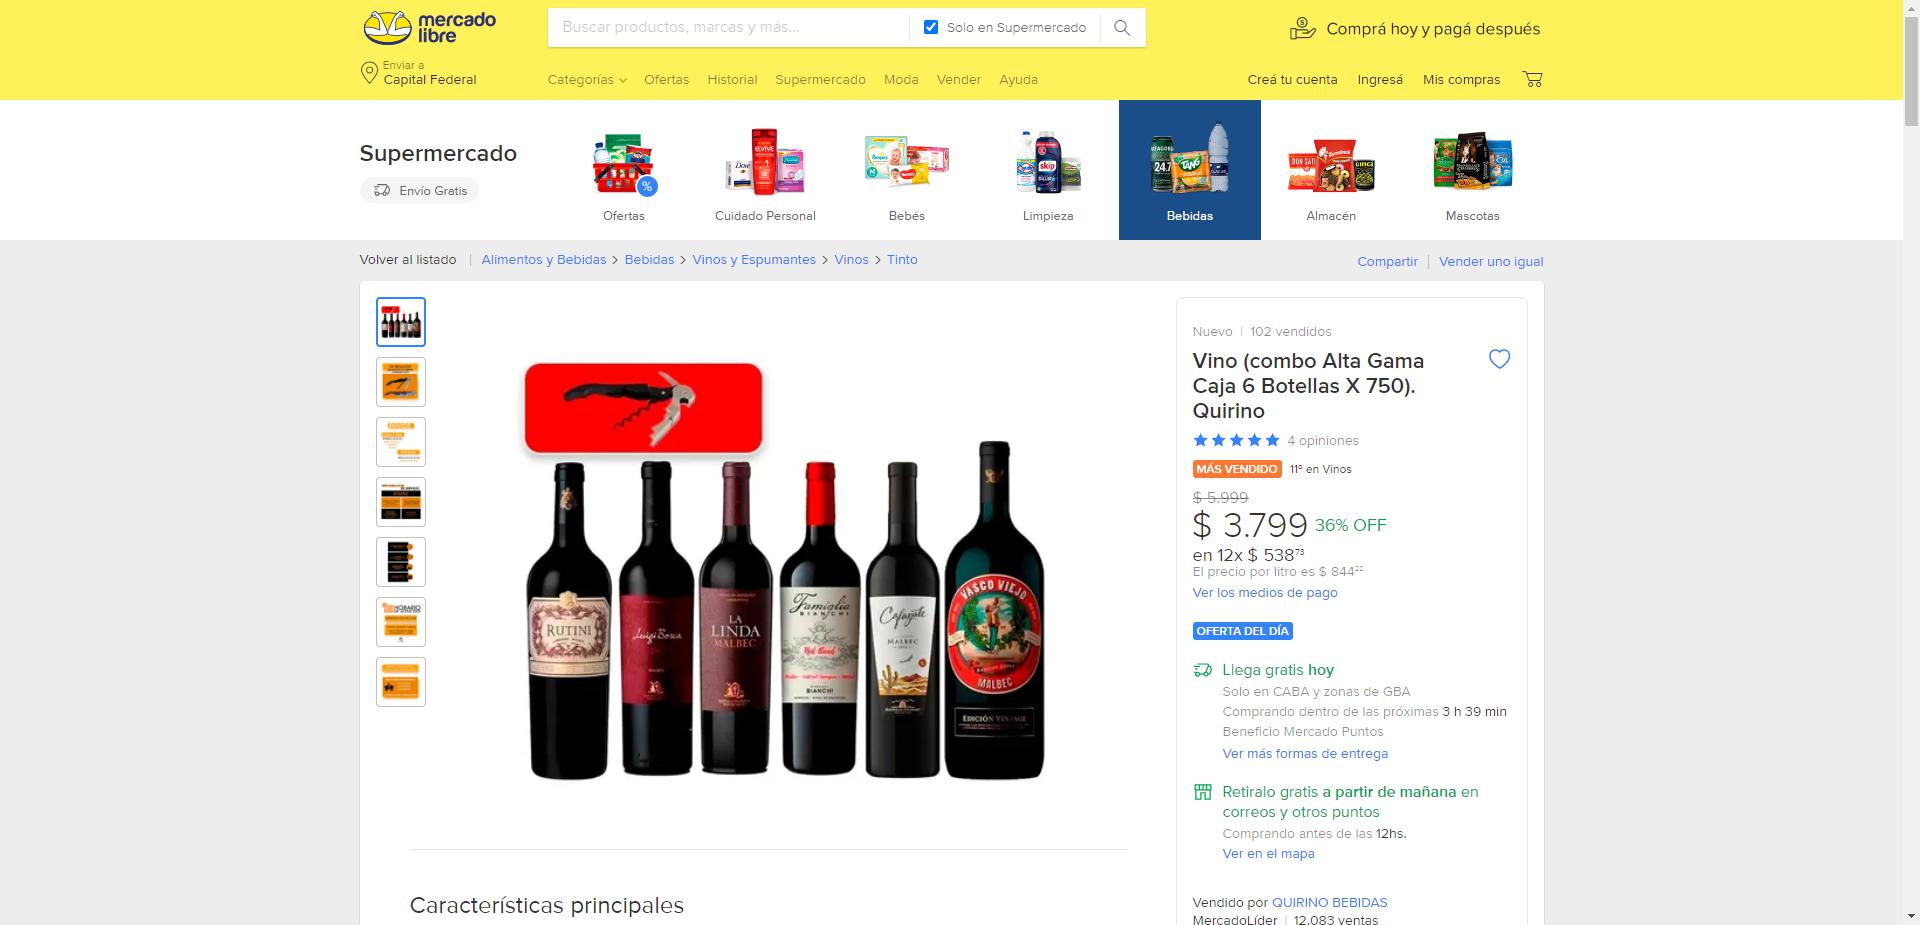 mercado
libre
Buscar productos, marcas y más...
Solo en Supermercado
Comprá hoy y pagá después
Enviar a
Capital Federal
Categorías
Ofertas
Historial
Supermercado
Moda
Vender
Ayuda
Creá tu cuenta
Ingresá
Mis compras
Supermercado
Envío Gratis
Ofertas
Cuidado Personal
Bebés
Limpieza
Bebidas
Almacén
Mascotas
Volver al listado
Alimentos y Bebidas > Bebidas > Vinos y Espumantes > Vinos > Tinto
Compartir
Vender uno igual
RUTINI
Luigi Bosca
LA
LINDA
MALBEC
Famiglia
BIANCHI
Red Blend
BIANCHI
Cafayate
MALBEC
VASCO VIEJO
MALBEC
EDICIÓN VINTAGE
Nuevo | 102 vendidos
Vino (combo Alta Gama
Caja 6 Botellas X 750).
Quirino
4 opiniones
MÁS VENDIDO 11º en Vinos
$ 5.999
$ 3.799 36% OFF
en 12x $ 538⁷³
El precio por litro es $ 844²²
Ver los medios de pago
OFERTA DEL DÍA
Llega gratis hoy
Solo en CABA y zonas de GBA
Comprando dentro de las próximas 3 h 39 min
Beneficio Mercado Puntos
Ver más formas de entrega
Retiralo gratis a partir de mañana en
correos y otros puntos
Comprando antes de las 12hs.
Ver en el mapa
Vendido por QUIRINO BEBIDAS
MercadoLíder | 12.083 ventas
Características principales